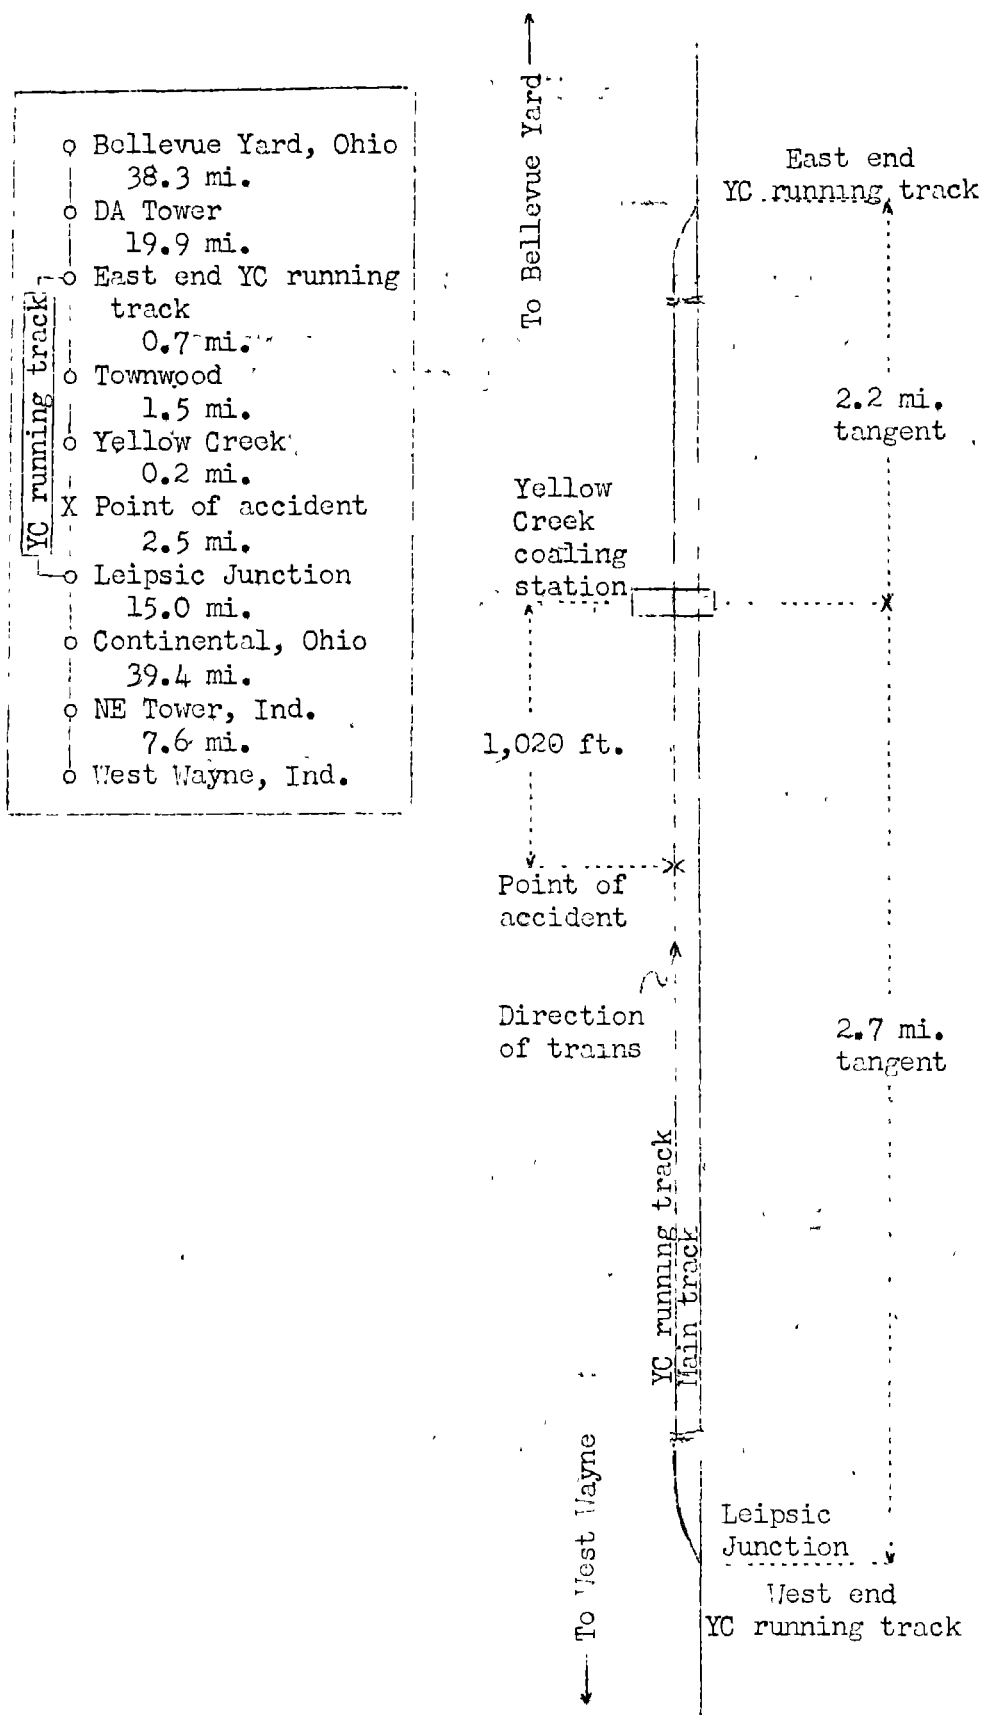 Bellevue Yard, Ohio
38.3 mi.
DA Tower
19.9 mi.
East end YC running
track
0.7 mi.
Townwood
1.5 mi.
Yellow Creek
0.2 mi.
X Point of accident
2.5 mi.
Leipsic Junction
15.0 mi.
Continental, Ohio
39.4 mi.
NE Tower, Ind.
7.6 mi.
West Wayne, Ind.
YC running track
To Bellevue Yard
East end
YC running track
2.2 mi.
tangent
Yellow
Creek
coaling
station
1,020 ft.
Point of
accident
Direction
of trains
2.7 mi.
tangent
YC running track
Main track
To West Wayne
Leipsic
Junction
West end
YC running track